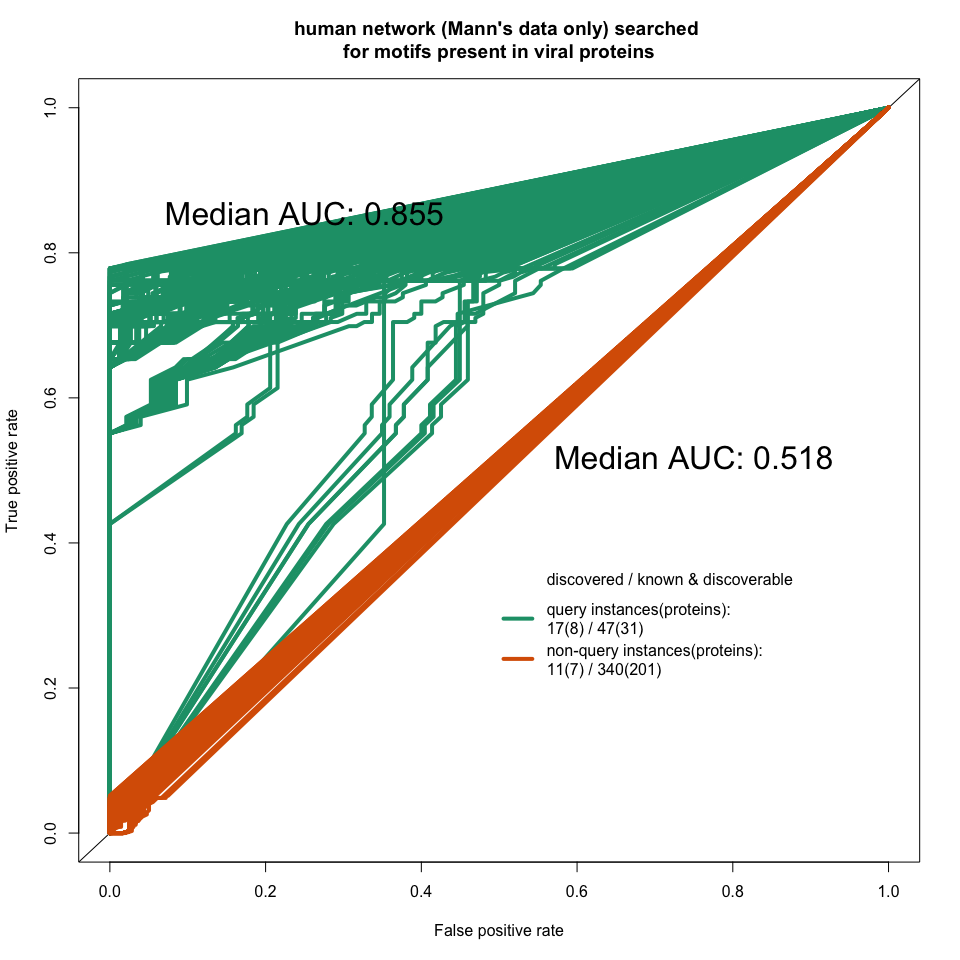 human network (Mann's data only) searched
for motifs present in viral proteins
1.0
0.8
0.6
0.4
0.2
0.0
True positive rate
Median AUC: 0.855
Median AUC: 0.518
discovered / known & discoverable
query instances(proteins):
17(8) / 47(31)
non-query instances(proteins):
11(7) / 340(201)
0.0 0.2 0.4 0.6 0.8 1.0
False positive rate